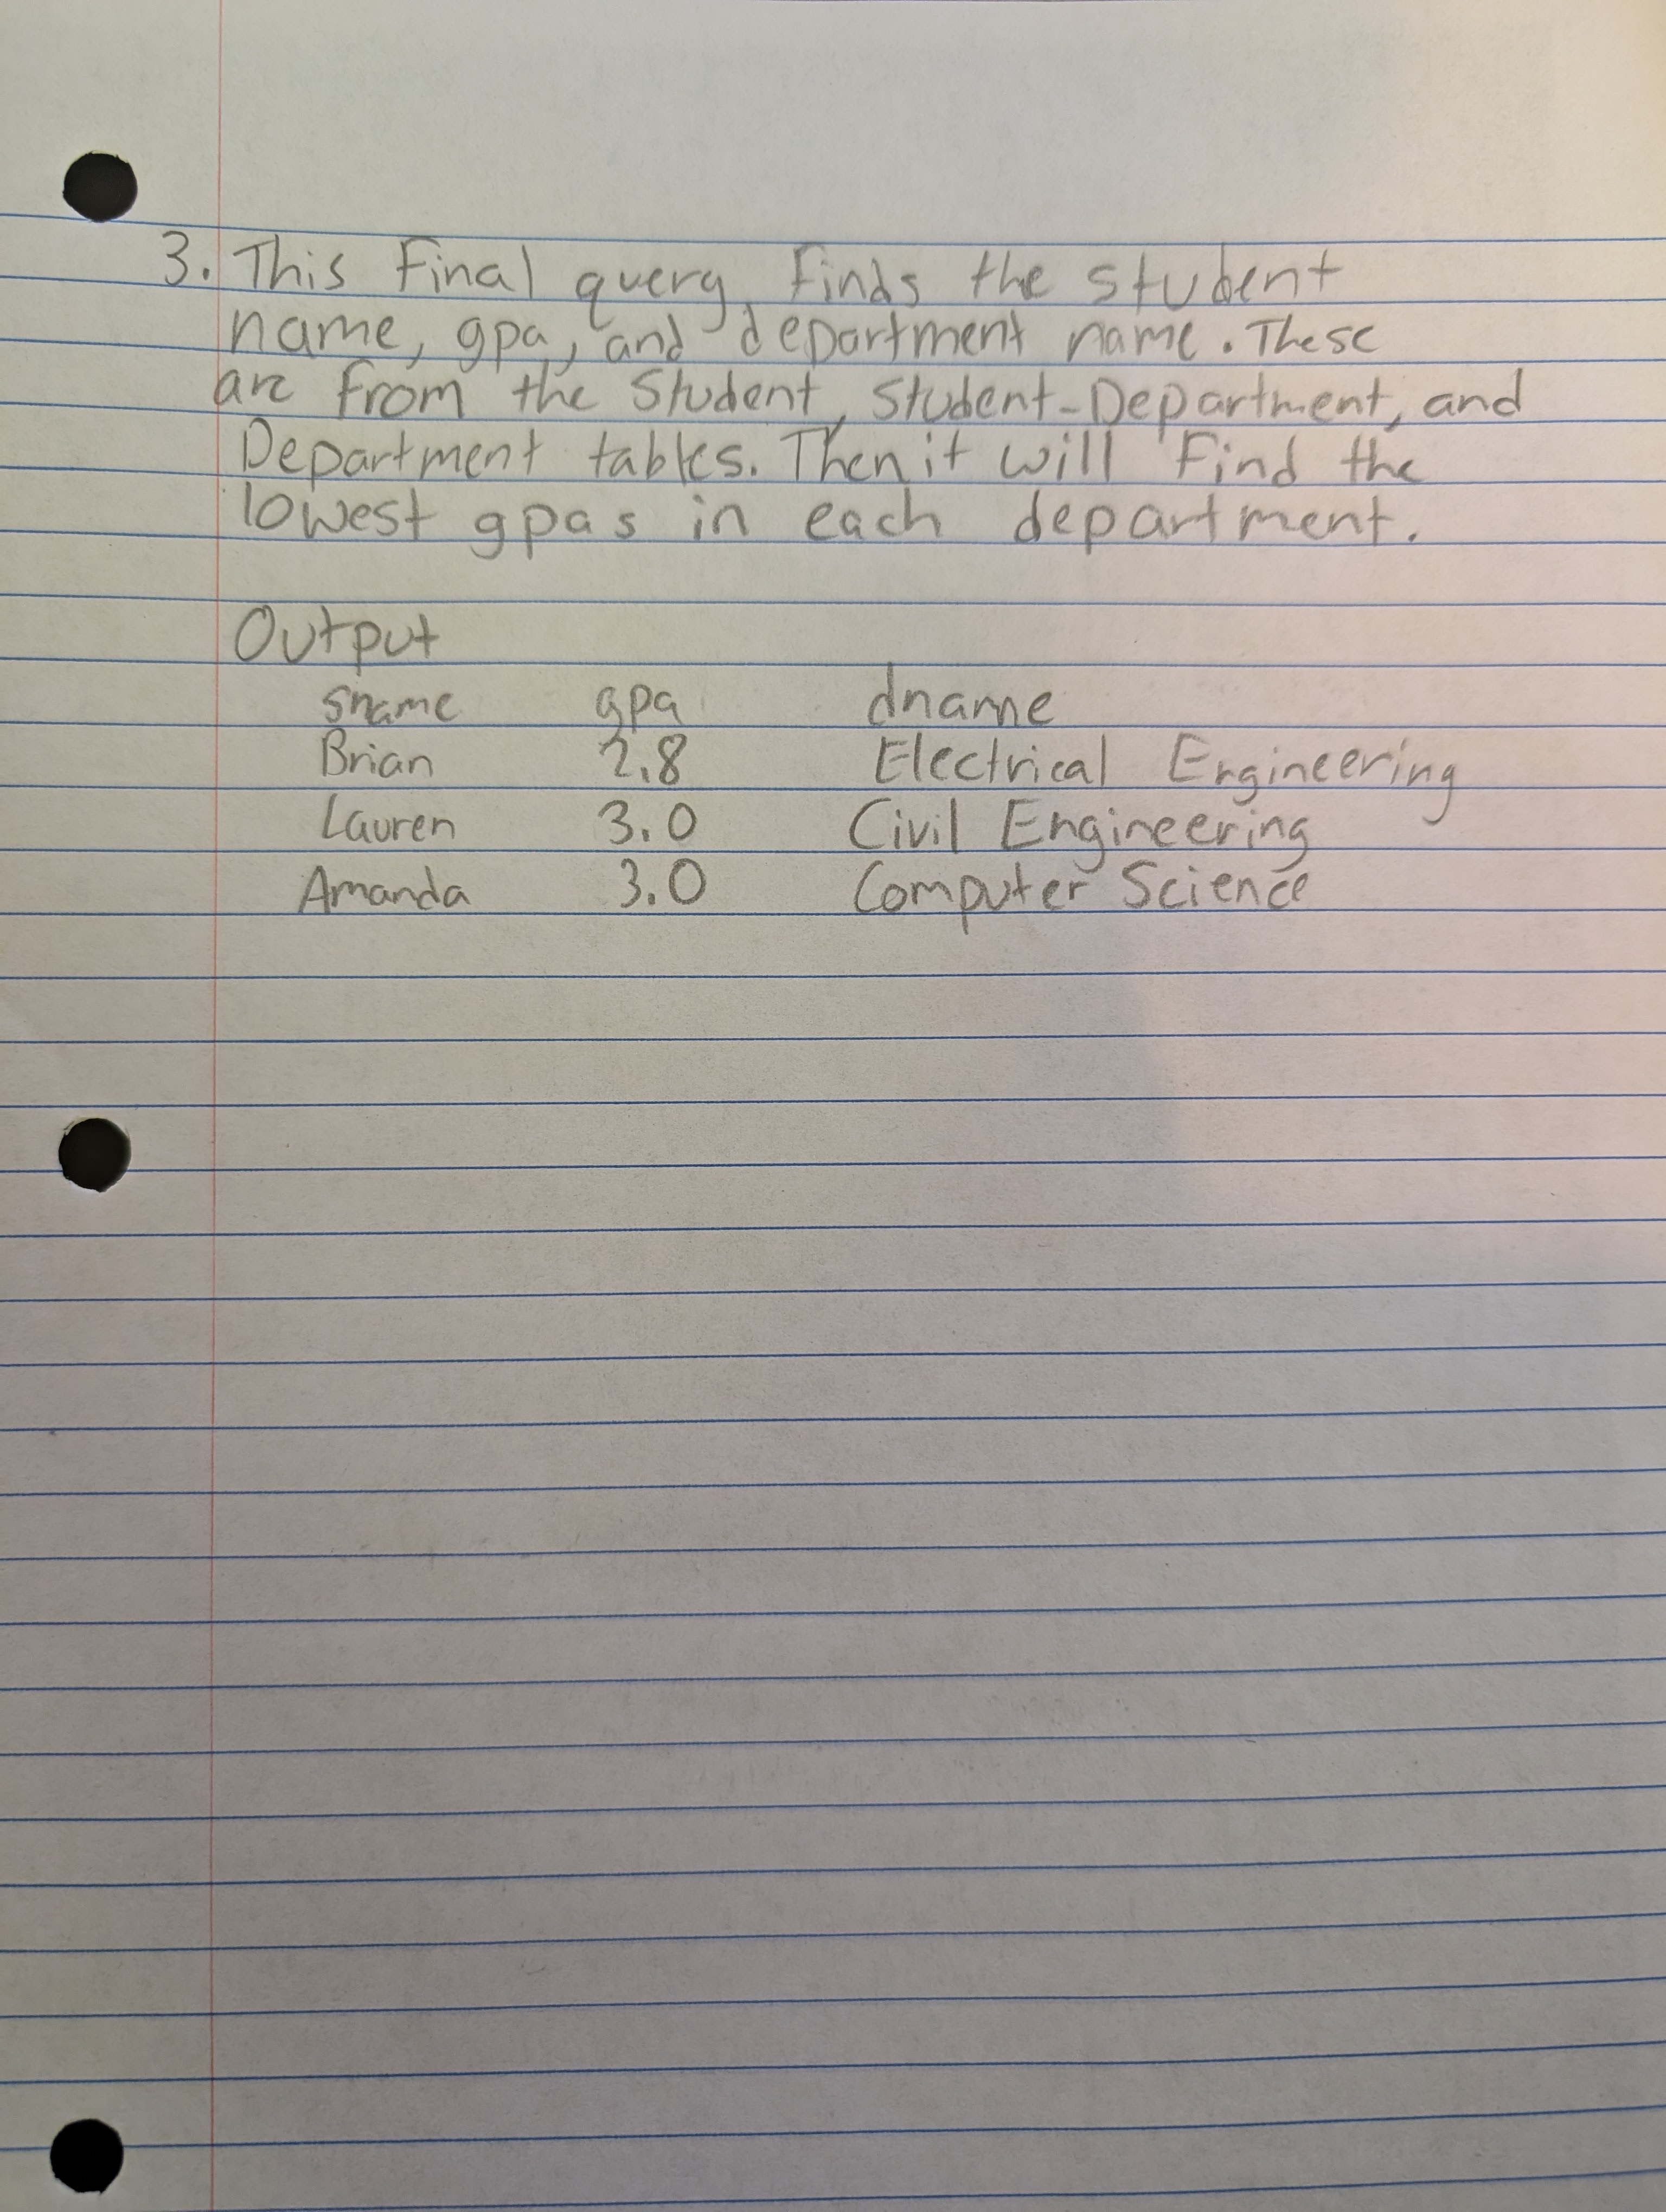 3. This final query, finds the student
name, gpa, and department name. These
are from the Student, Student-Department, and
Department tables. Then it will find the
lowest gpas in each department.
Output
sname gpa dname
Brian 2.8 Electrical Engineering
Lauren 3.0 Civil Engineering
Amanda 3.0 Computer Science